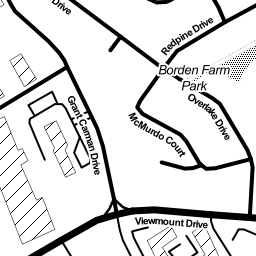 Drive
Redpine Drive
Borden Farm
Park
Overlake Drive
Grant Carman Drive
McMurdo Court
Viewmount Drive